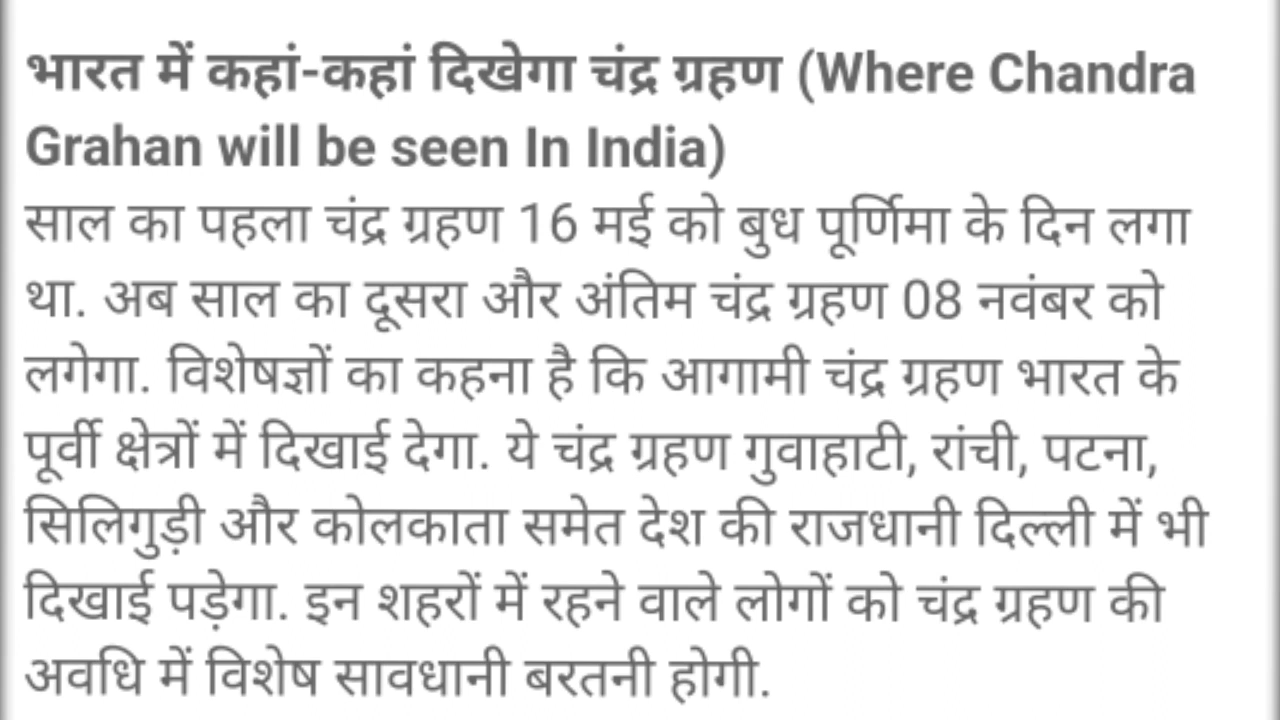 भारत में कहां-कहां दिखेगा चंद्र ग्रहण (Where Chandra
Grahan will be seen In India)
साल का पहला चंद्र ग्रहण 16 मई को बुध पूर्णिमा के दिन लगा
था. अब साल का दूसरा और अंतिम चंद्र ग्रहण 08 नवंबर को
लगेगा. विशेषज्ञों का कहना है कि आगामी चंद्र ग्रहण भारत के
पूर्वी क्षेत्रों में दिखाई देगा. ये चंद्र ग्रहण गुवाहाटी, रांची, पटना,
सिलिगुड़ी और कोलकाता समेत देश की राजधानी दिल्ली में भी
दिखाई पड़ेगा. इन शहरों में रहने वाले लोगों को चंद्र ग्रहण की
अवधि में विशेष सावधानी बरतनी होगी.